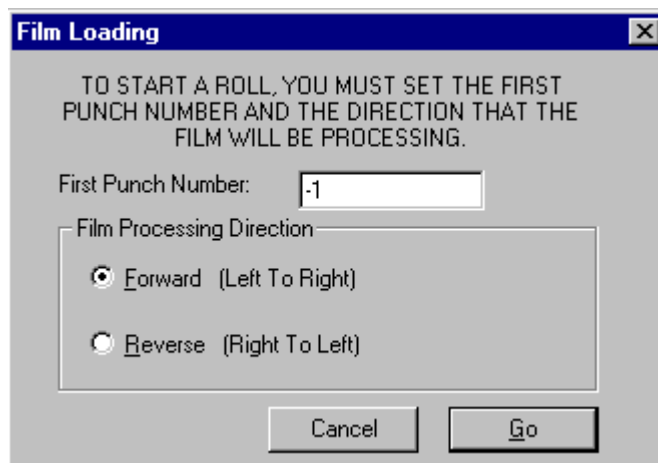 Film Loading
TO START A ROLL, YOU MUST SET THE FIRST
PUNCH NUMBER AND THE DIRECTION THAT THE
FILM WILL BE PROCESSING.
First Punch Number: -1
Film Processing Direction
Forward (Left To Right)
Reverse (Right To Left)
Cancel Go